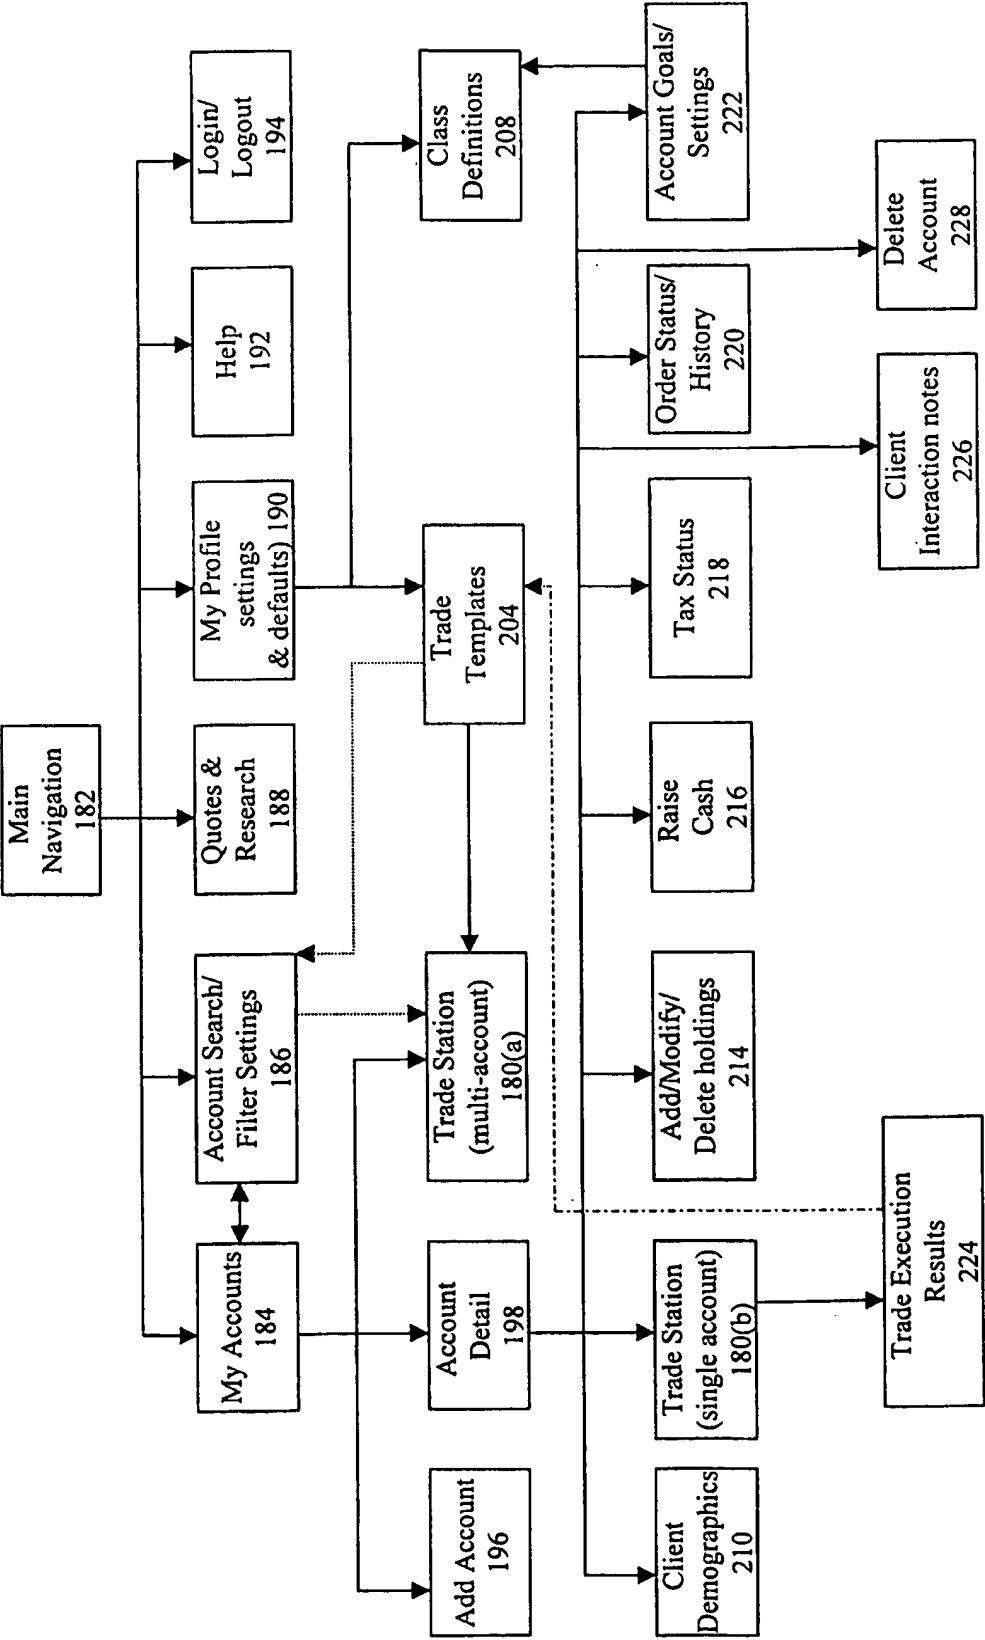 Main
Navigation
182
My Accounts
184
Account Search/
Filter Settings
186
Quotes &
Research
188
My Profile
settings
& defaults) 190
Help
192
Login/
Logout
194
Add Account
196
Account
Detail
198
Trade Station
(multi-account)
180(a)
Trade
Templates
204
Class
Definitions
208
Client
Demographics
210
Trade Station
(single account)
180(b)
Add/Modify/
Delete holdings
214
Raise
Cash
216
Tax Status
218
Order Status/
History
220
Account Goals/
Settings
222
Trade Execution
Results
224
Client
Interaction notes
226
Delete
Account
228